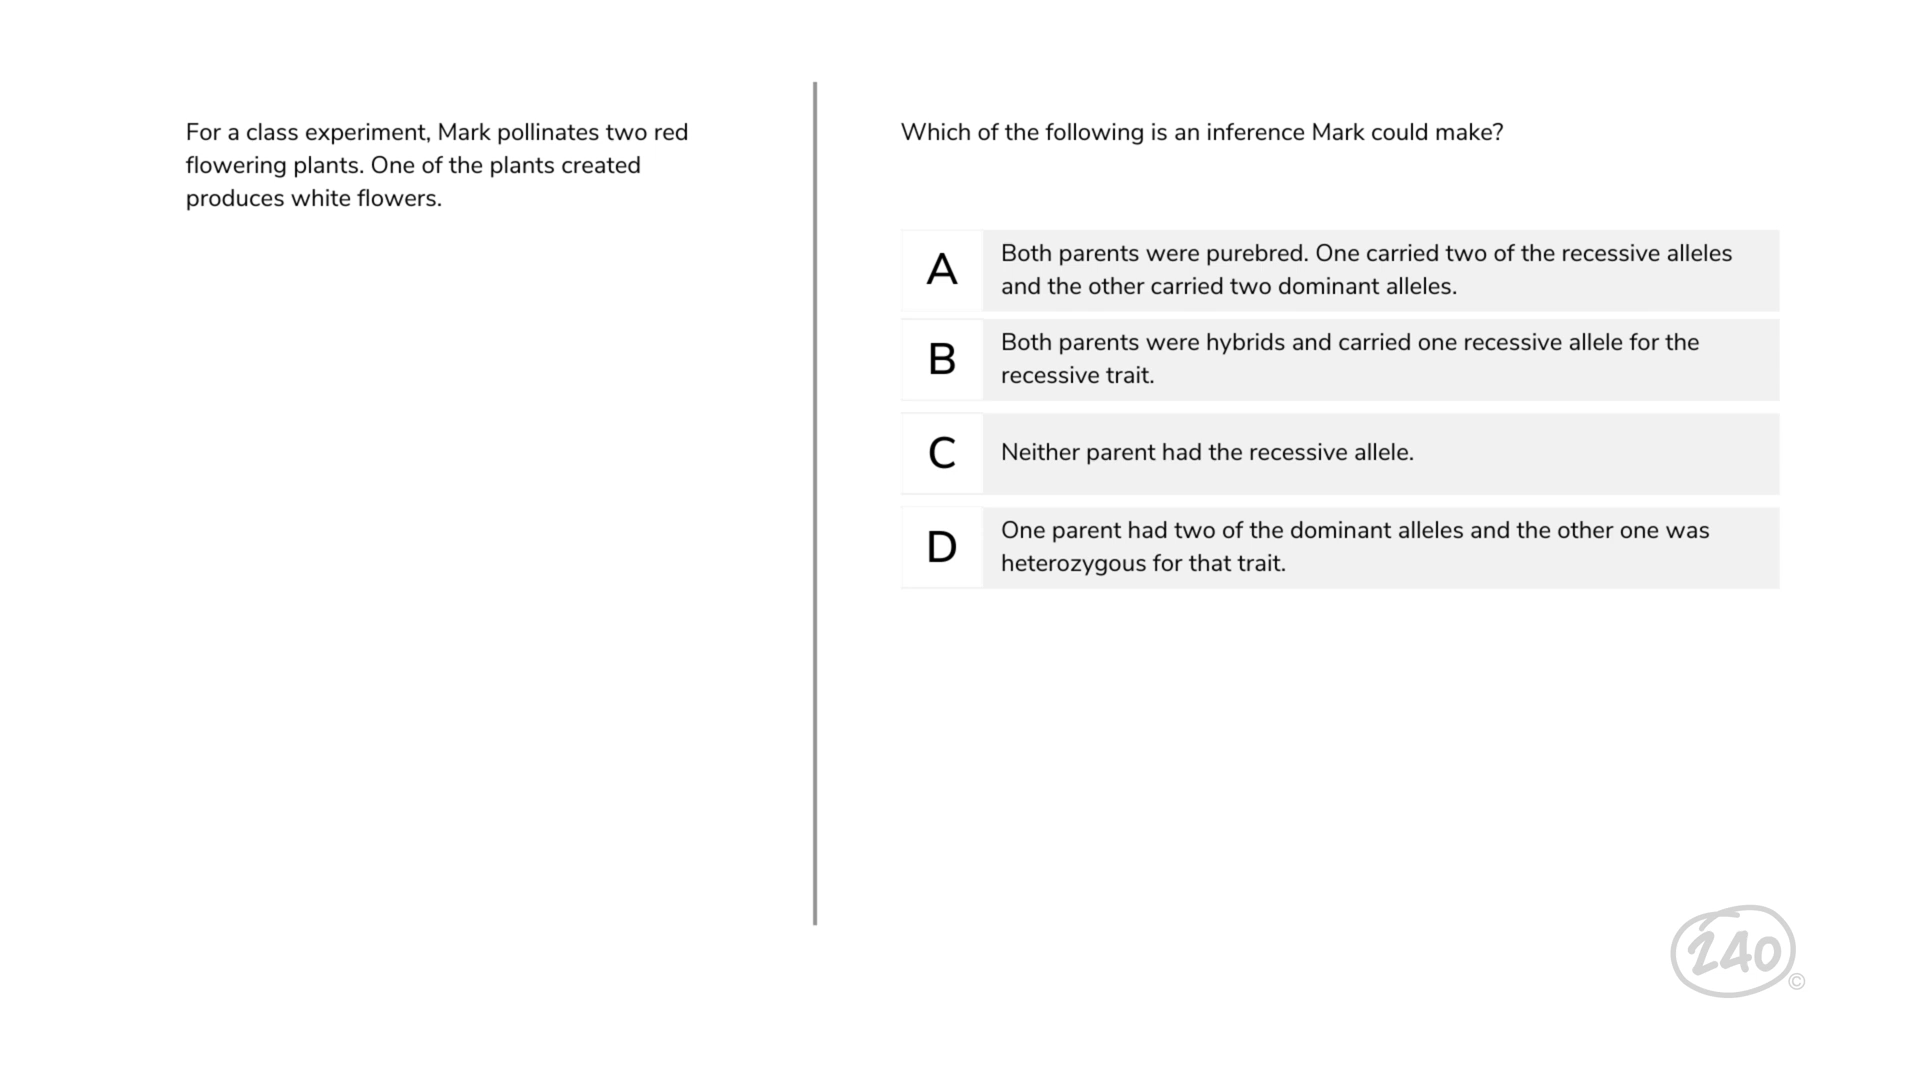 For a class experiment, Mark pollinates two red
flowering plants. One of the plants created
produces white flowers.
Which of the following is an inference Mark could make?
A
Both parents were purebred. One carried two of the recessive alleles
and the other carried two dominant alleles.
B
Both parents were hybrids and carried one recessive allele for the
recessive trait.
C
Neither parent had the recessive allele.
D
One parent had two of the dominant alleles and the other one was
heterozygous for that trait.
240
©